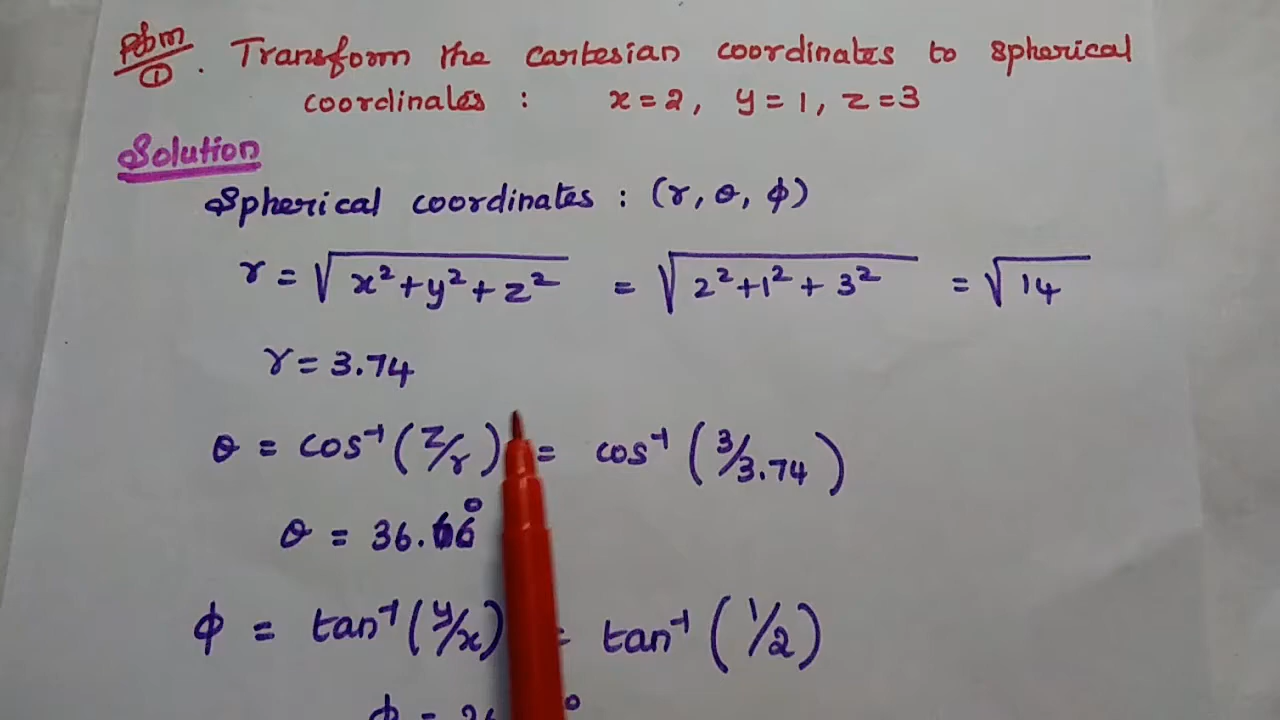 Pbm
1 . Transform the cartesian coordinates to spherical
coordinates : x = 2, y = 1, z = 3
Solution
Spherical coordinates : (r, θ, ϕ)
r = √x²+y²+z² = √2²+1²+3² = √14
r = 3.74
θ = cos⁻¹ (z/r) = cos⁻¹ (3/3.74)
θ = 36.66°
ϕ = tan⁻¹ (y/x) = tan⁻¹ (1/2)
ϕ = 26 °